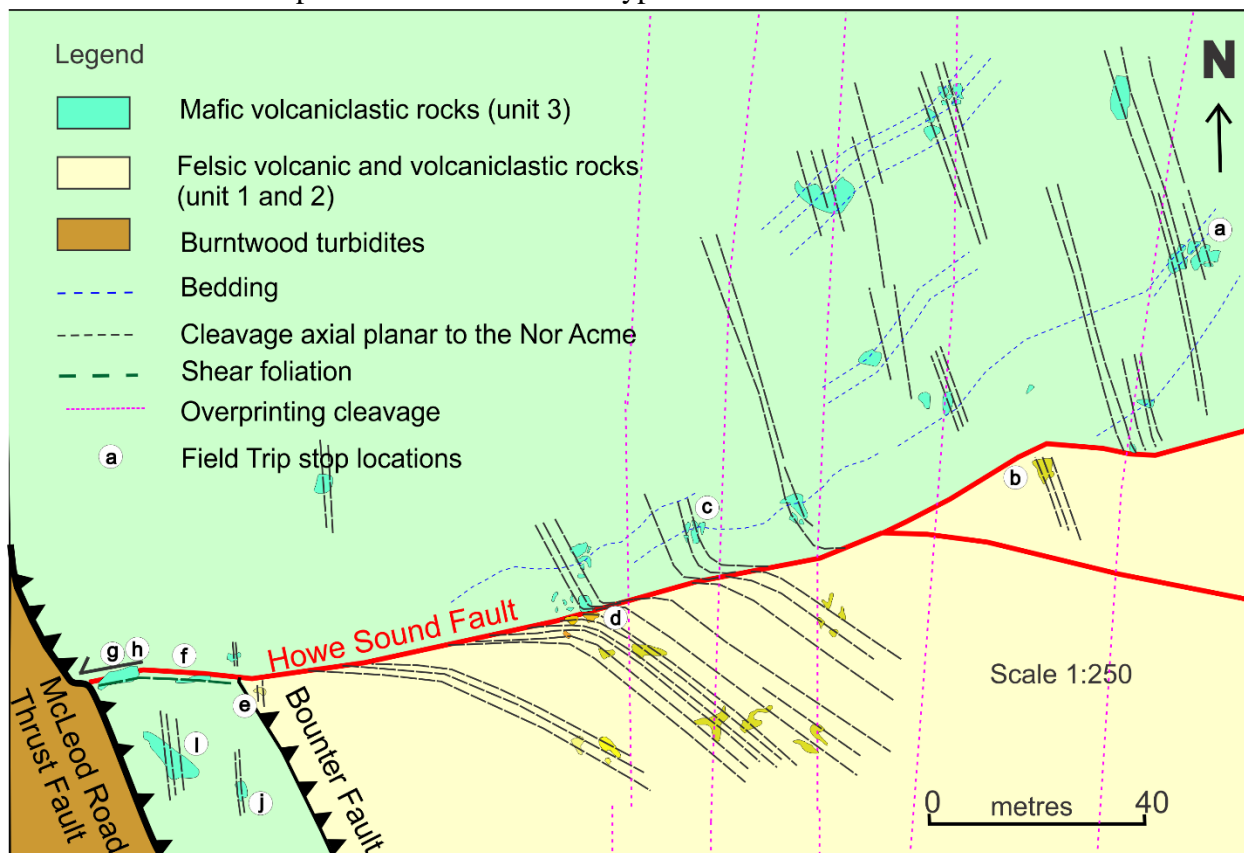 Legend
Mafic volcaniclastic rocks (unit 3)
Felsic volcanic and volcaniclastic rocks
(unit 1 and 2)
Burntwood turbidites
Bedding
Cleavage axial planar to the Nor Acme
Shear foliation
Overprinting cleavage
a
Field Trip stop locations
N
a
b
c
d
Howe Sound Fault
g
h
f
e
McLeod Road
Thrust Fault
Bounter Fault
l
j
Scale 1:250
0
metres
40